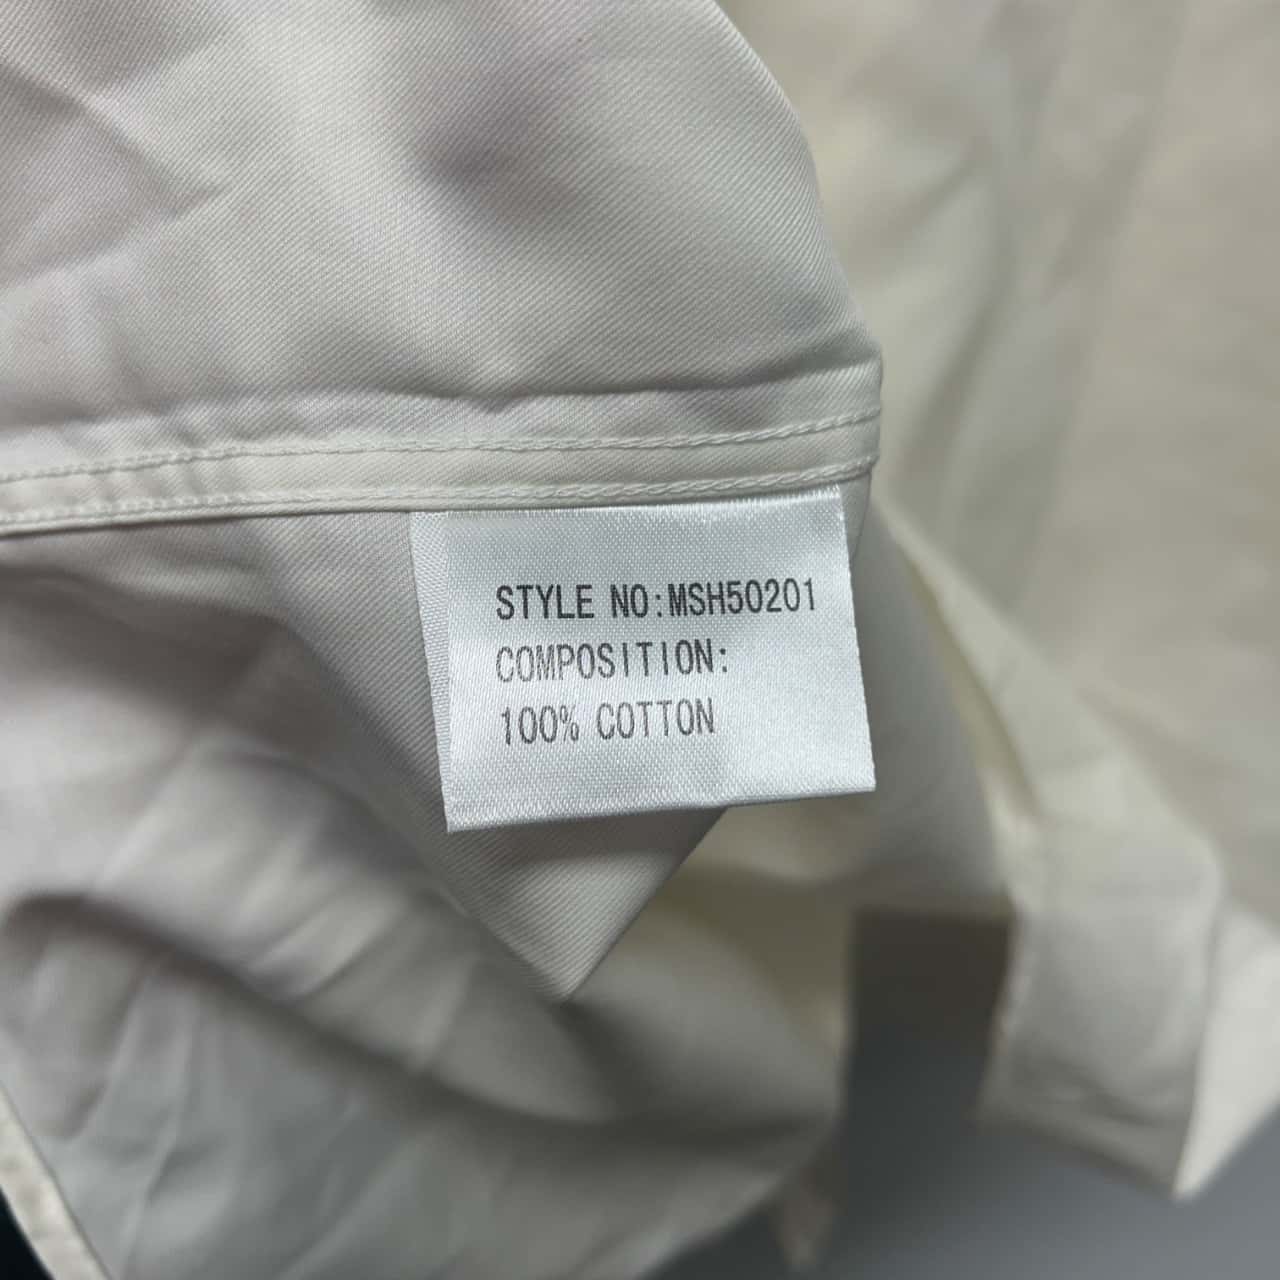 STYLE NO:MSH50201
COMPOSITION:
100% COTTON